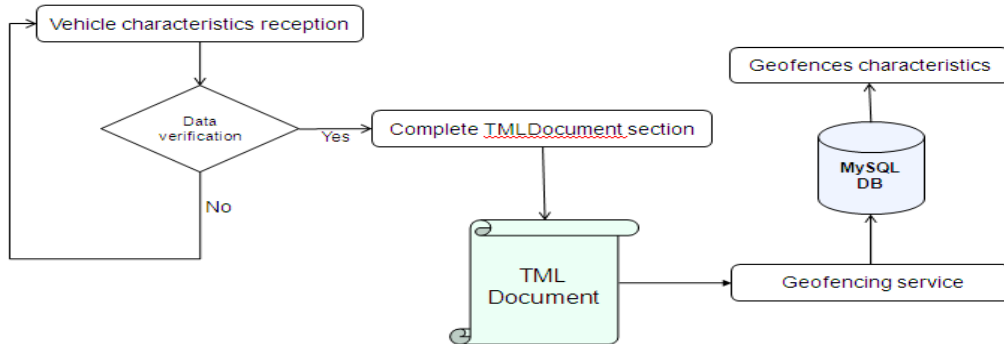 Vehicle characteristics reception
Data
verification
Yes
No
Complete TMLDocument section
TML
Document
Geofencing service
MySQL
DB
Geofences characteristics